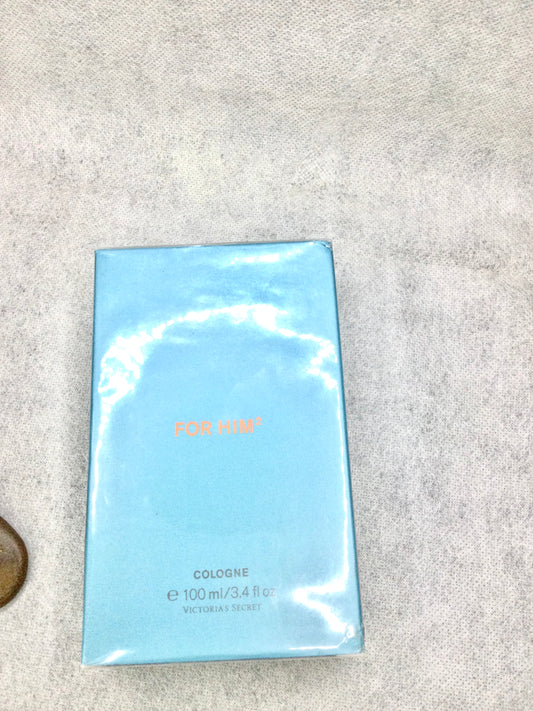 FOR HIM²
COLOGNE
℮ 100 ml/3.4 fl oz
VICTORIA'S SECRET